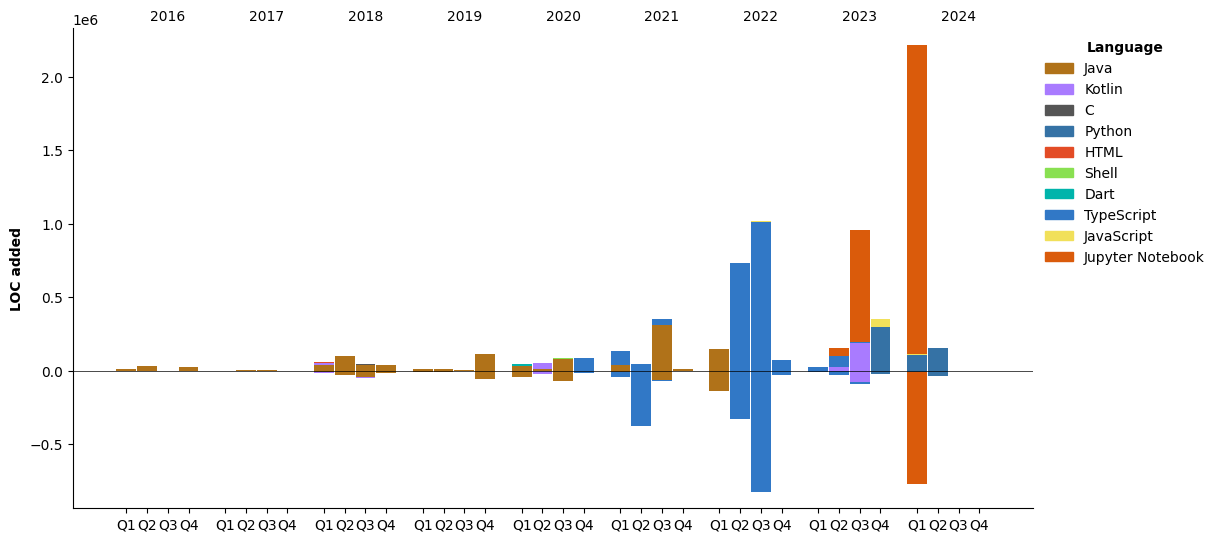 2016 2017 2018 2019 2020 2021 2022 2023 2024
1e6
2.0
1.5
1.0
0.5
0.0
−0.5
LOC added
Q1 Q2 Q3 Q4 Q1 Q2 Q3 Q4 Q1 Q2 Q3 Q4 Q1 Q2 Q3 Q4 Q1 Q2 Q3 Q4 Q1 Q2 Q3 Q4 Q1 Q2 Q3 Q4 Q1 Q2 Q3 Q4 Q1 Q2 Q3 Q4
Language
Java
Kotlin
C
Python
HTML
Shell
Dart
TypeScript
JavaScript
Jupyter Notebook